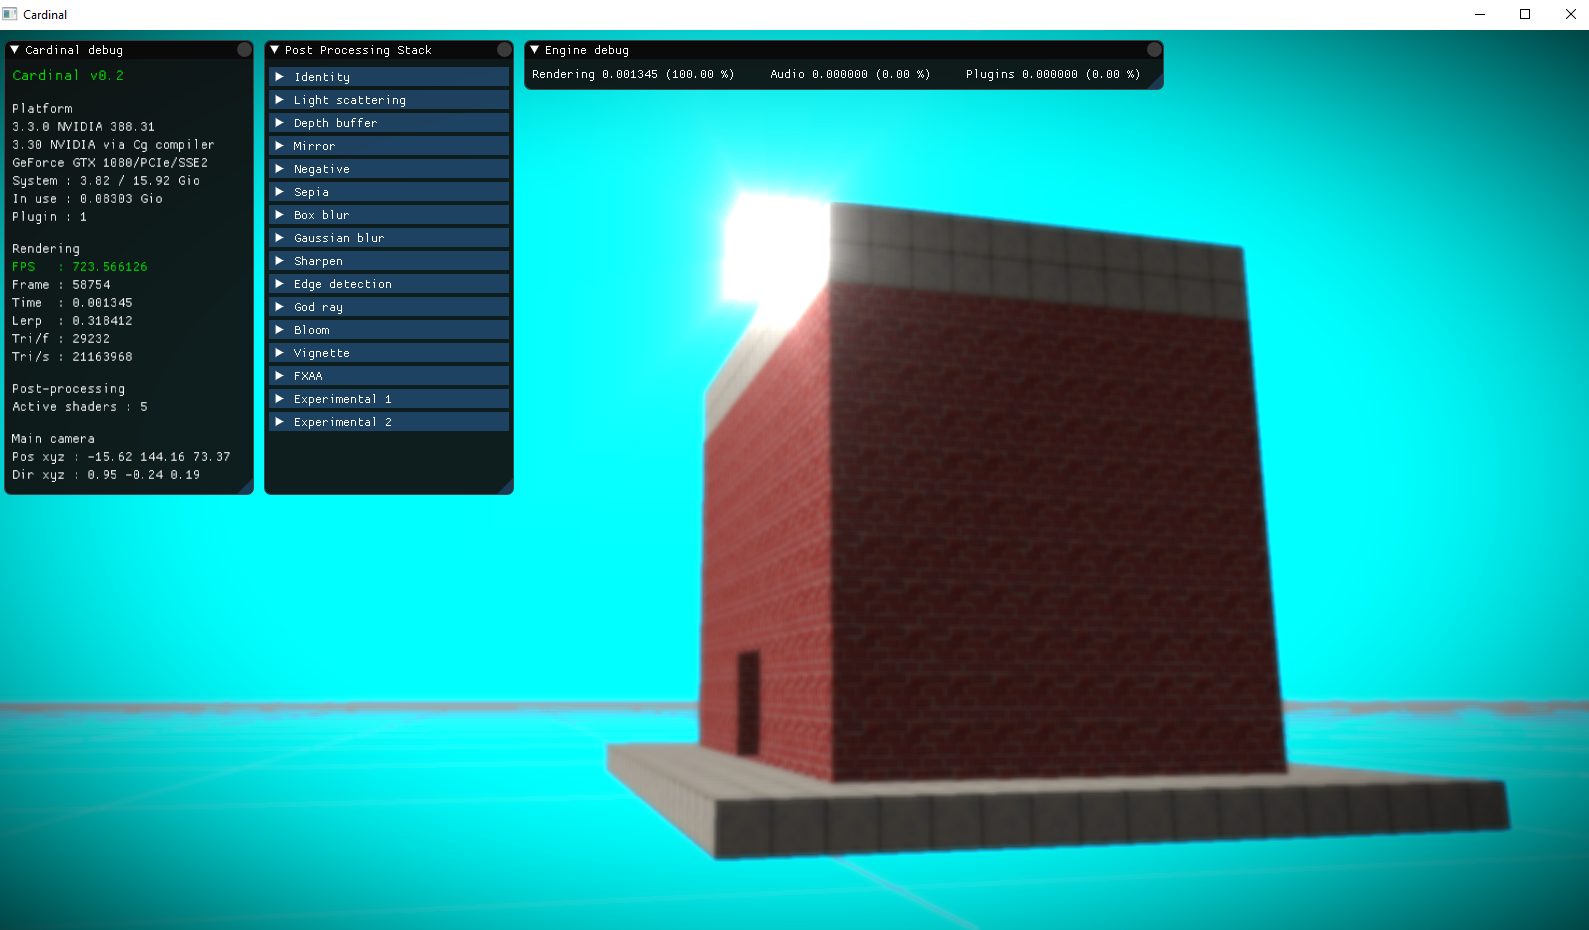 Cardinal
Cardinal debug
Cardinal v0.2
Platform
3.3.0 NVIDIA 388.31
3.30 NVIDIA via Cg compiler
GeForce GTX 1080/PCIe/SSE2
System : 3.82 / 15.92 Gio
In use : 0.08303 Gio
Plugin : 1
Rendering
FPS   : 723.566126
Frame : 58754
Time  : 0.001345
Lerp  : 0.318412
Tri/f : 29232
Tri/s : 21163968
Post-processing
Active shaders : 5
Main camera
Pos xyz : -15.62 144.16 73.37
Dir xyz : 0.95 -0.24 0.19
Post Processing Stack
Identity
Light scattering
Depth buffer
Mirror
Negative
Sepia
Box blur
Gaussian blur
Sharpen
Edge detection
God ray
Bloom
Vignette
FXAA
Experimental 1
Experimental 2
Engine debug
Rendering 0.001345 (100.00 %) Audio 0.000000 (0.00 %) Plugins 0.000000 (0.00 %)